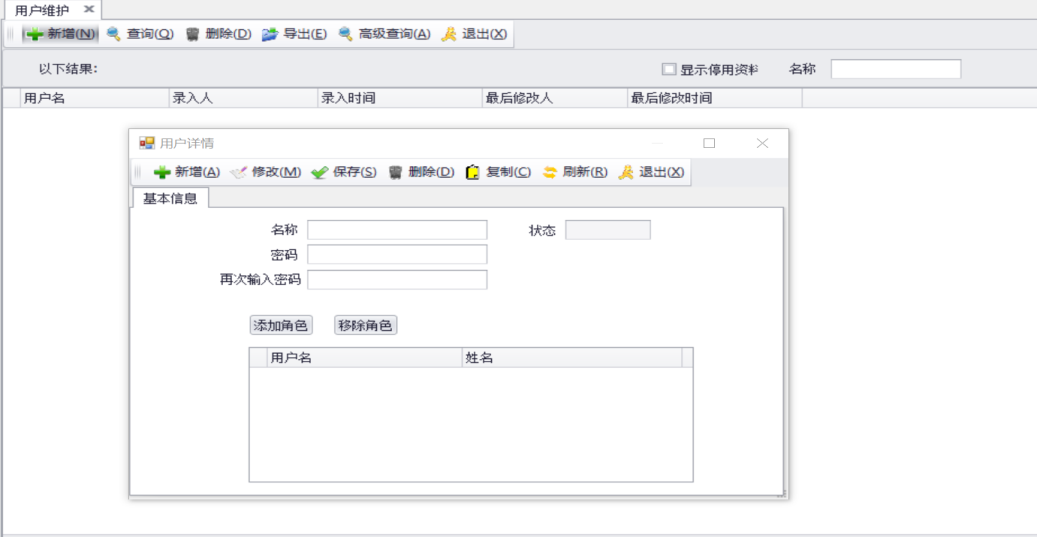 用户维护
新增(N) 查询(Q) 删除(D) 导出(E) 高级查询(A) 退出(X)
以下结果: 显示停用资料 名称
用户名 录入人 录入时间 最后修改人 最后修改时间
用户详情
新增(A) 修改(M) 保存(S) 删除(D) 复制(C) 刷新(R) 退出(X)
基本信息
名称 状态
密码
再次输入密码
添加角色 移除角色
用户名 姓名